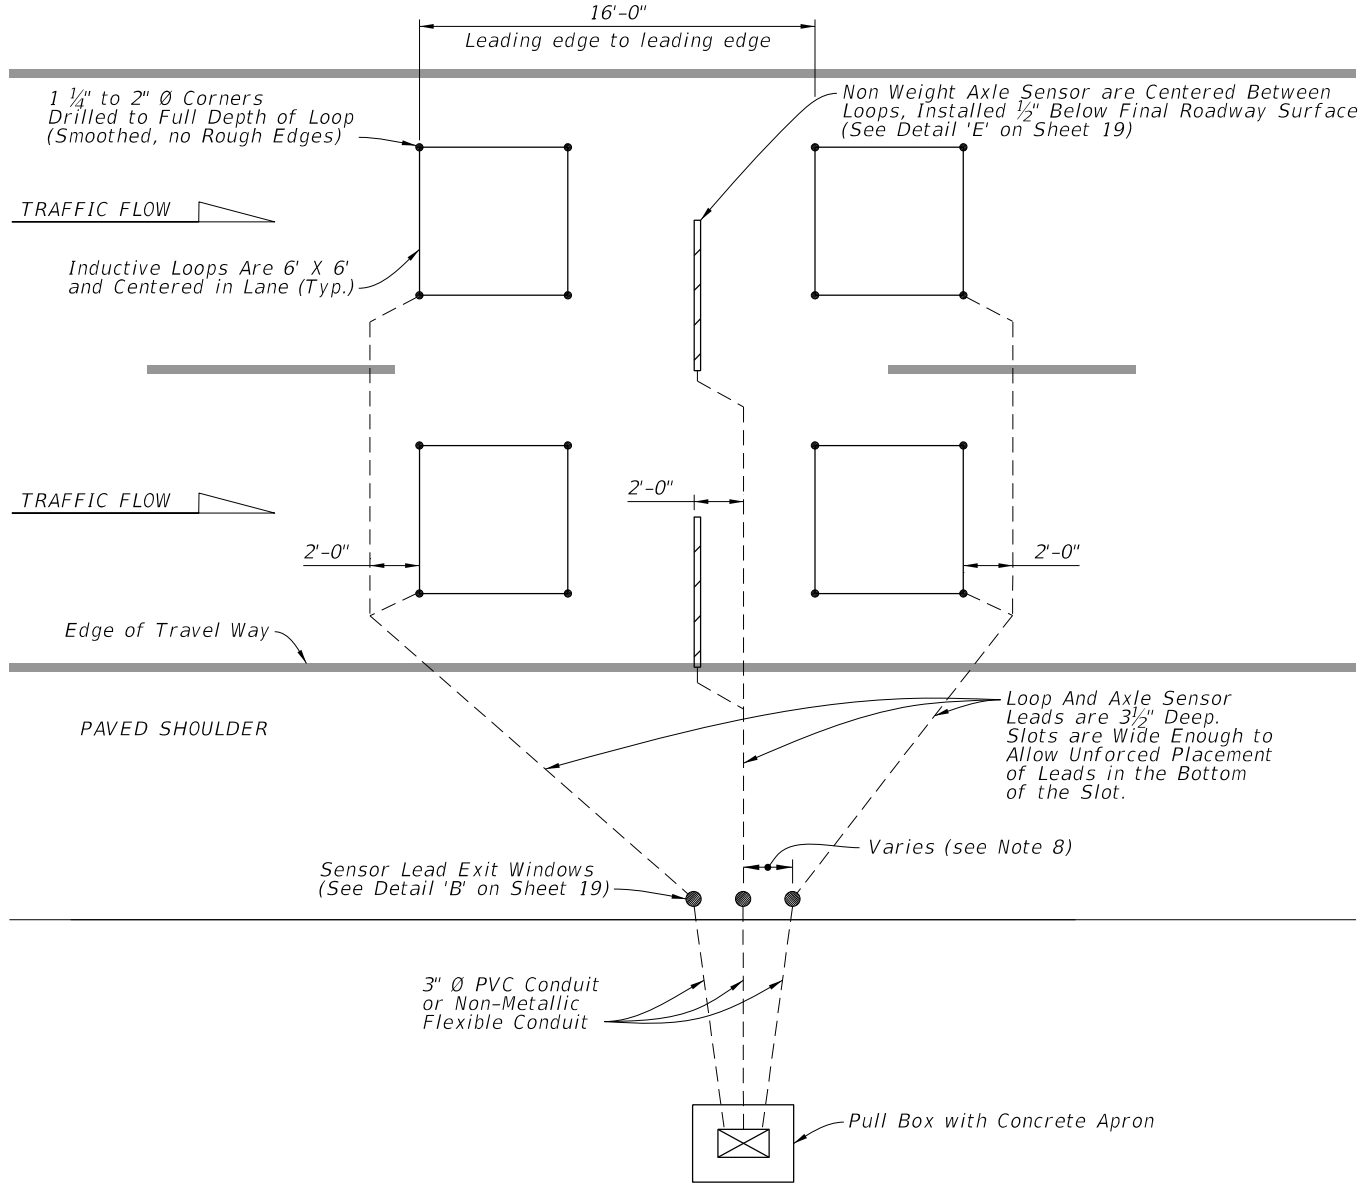 16'-0"
Leading edge to leading edge
1 ¼" to 2" Ø Corners
Drilled to Full Depth of Loop
(Smoothed, no Rough Edges)
Non Weight Axle Sensor are Centered Between
Loops, Installed ½" Below Final Roadway Surface
(See Detail 'E' on Sheet 19)
TRAFFIC FLOW
Inductive Loops Are 6' X 6'
and Centered in Lane (Typ.)
TRAFFIC FLOW
2'-0"
2'-0"
2'-0"
Edge of Travel Way
PAVED SHOULDER
Loop And Axle Sensor
Leads are 3½" Deep.
Slots are Wide Enough to
Allow Unforced Placement
of Leads in the Bottom
of the Slot.
Varies (see Note 8)
Sensor Lead Exit Windows
(See Detail 'B' on Sheet 19)
3" Ø PVC Conduit
or Non-Metallic
Flexible Conduit
Pull Box with Concrete Apron